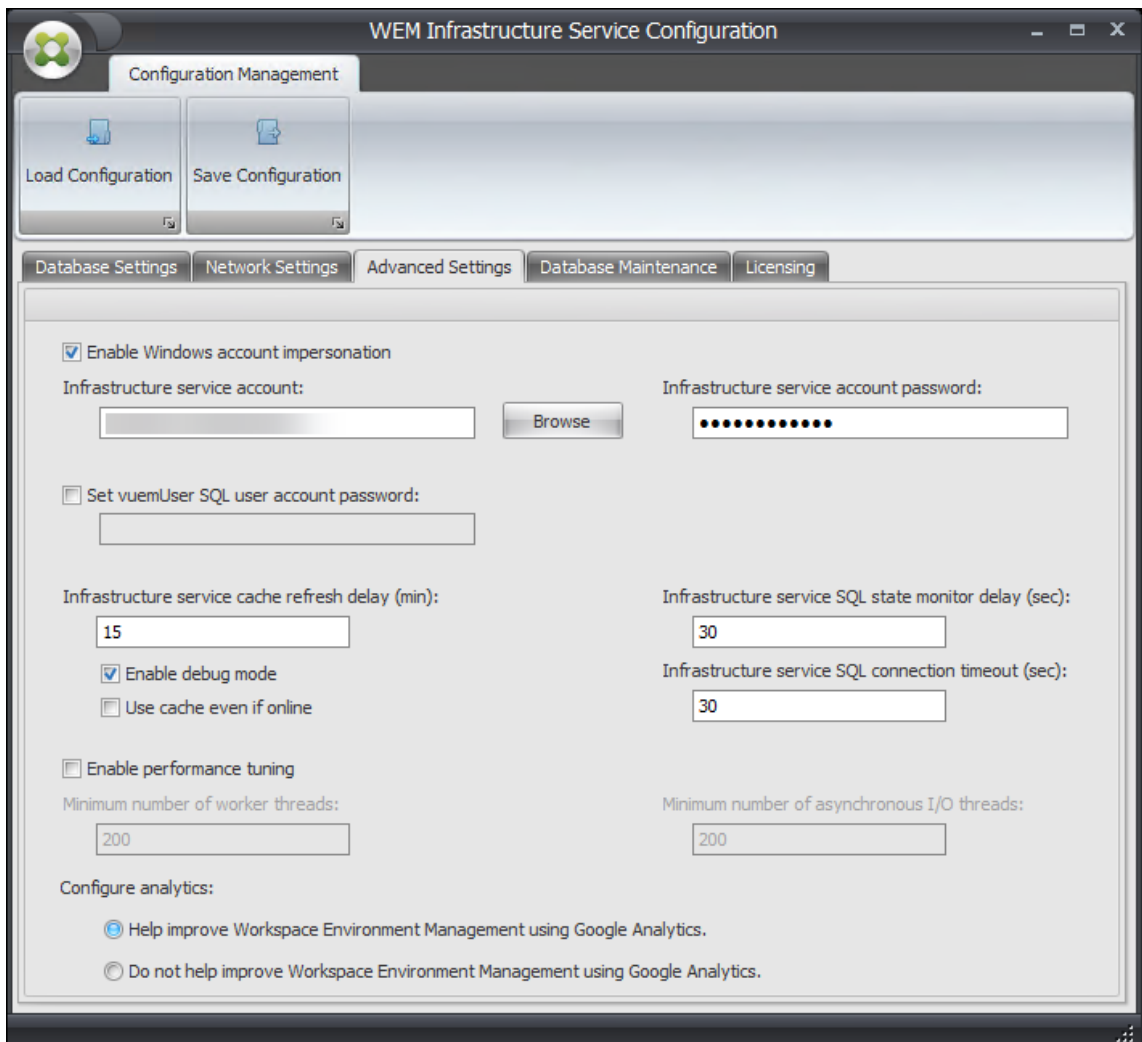 WEM Infrastructure Service Configuration
Configuration Management
Load Configuration
Save Configuration
Database Settings
Network Settings
Advanced Settings
Database Maintenance
Licensing
Enable Windows account impersonation
Infrastructure service account:
Infrastructure service account password:
Browse
••••••••••••
Set vuemUser SQL user account password:
Infrastructure service cache refresh delay (min):
Infrastructure service SQL state monitor delay (sec):
15
30
Enable debug mode
Infrastructure service SQL connection timeout (sec):
Use cache even if online
30
Enable performance tuning
Minimum number of worker threads:
Minimum number of asynchronous I/O threads:
200
200
Configure analytics:
Help improve Workspace Environment Management using Google Analytics.
Do not help improve Workspace Environment Management using Google Analytics.